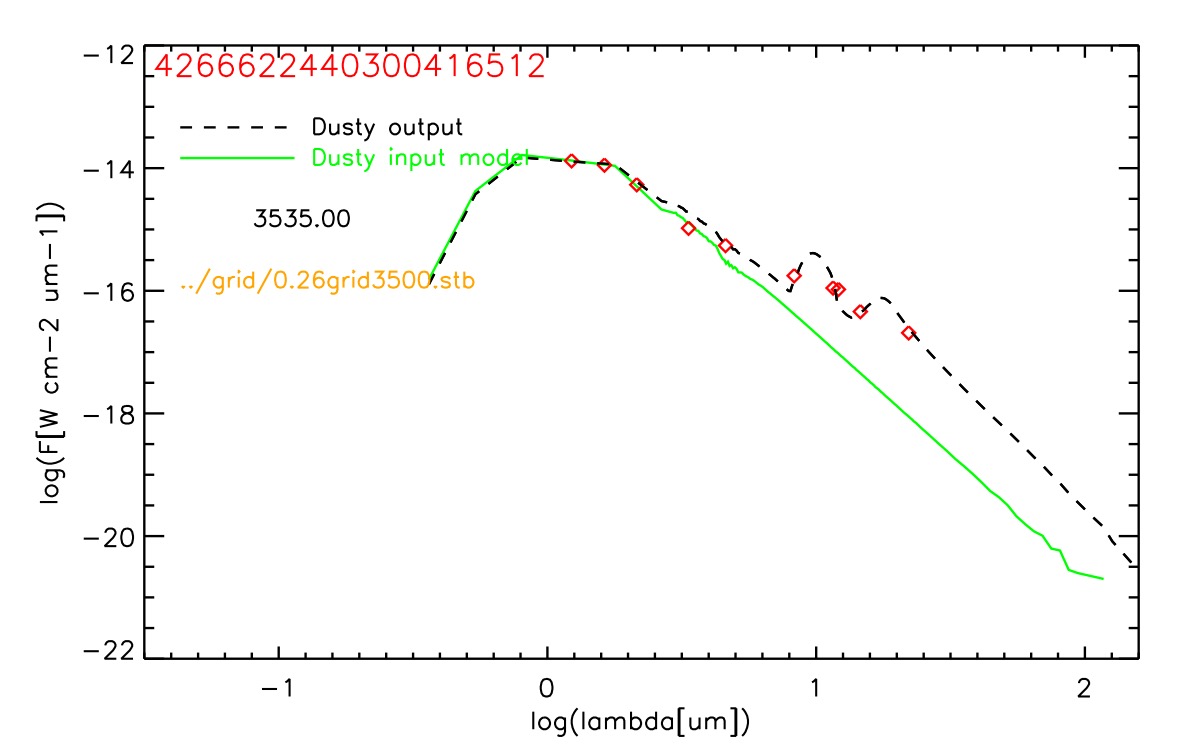 4266622440300416512
Dusty output
Dusty input model
3535.00
../grid/0.26grid3500.stb
-12
-14
-16
-18
-20
-22
log(F[W cm-2 um-1])
-1
0
1
2
log(lambda[um])